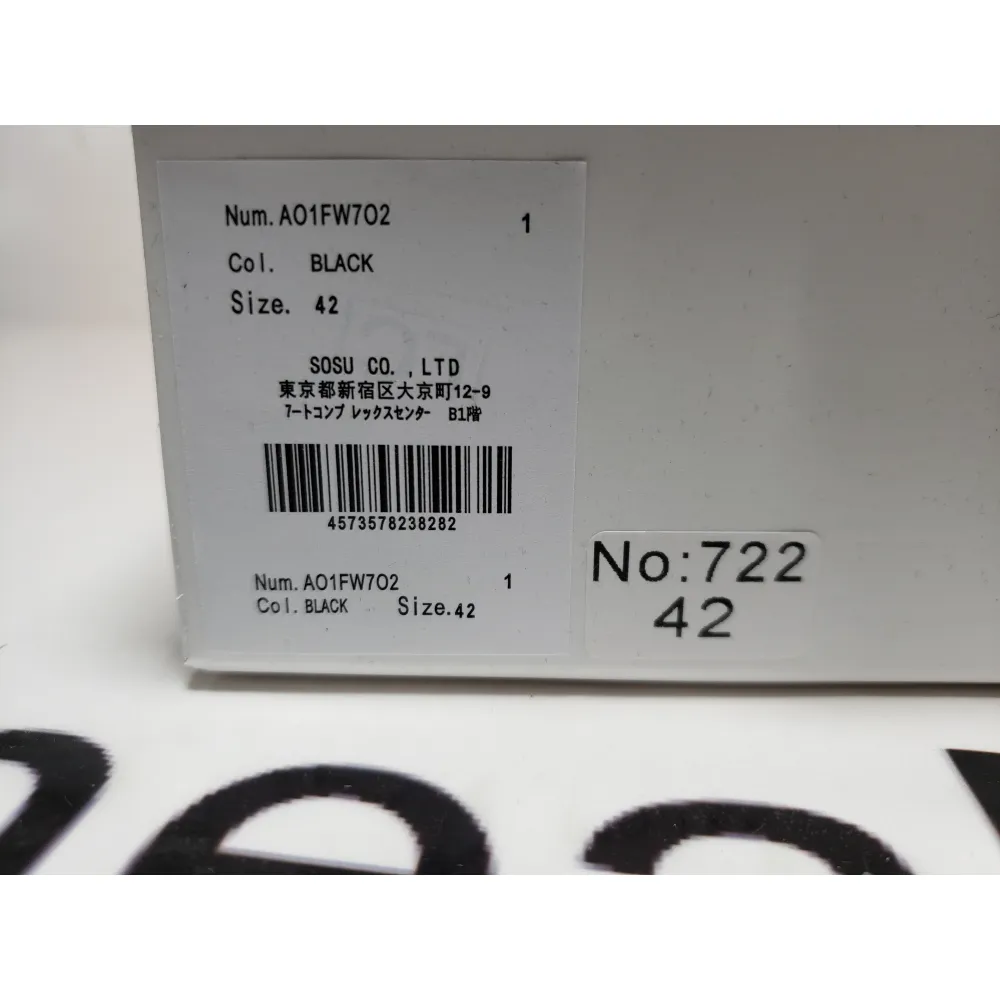 Num. A01FW702 1
Col. BLACK
Size. 42
SOSU CO. ,LTD
東京都新宿区大京町12-9
ｱートコンプレックスセンター B1階
4573578238282
Num. A01FW702 1
Col. BLACK Size. 42
No:722
42